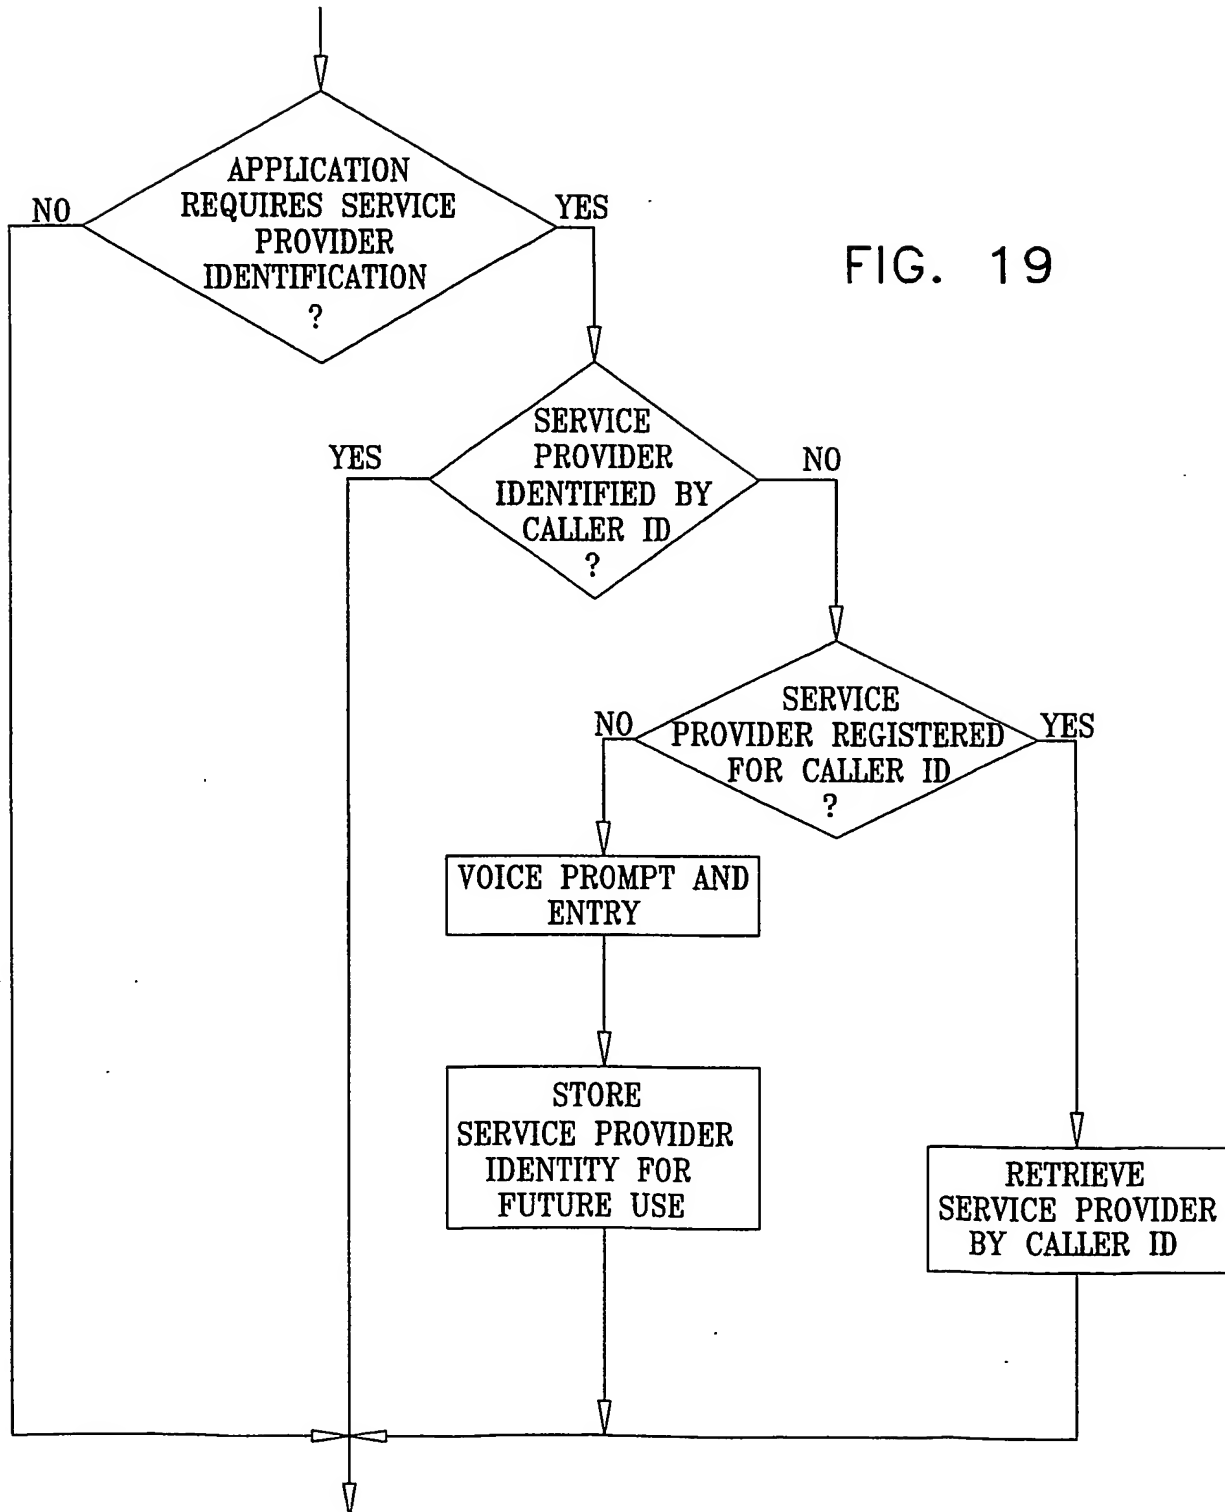 APPLICATION
REQUIRES SERVICE
PROVIDER
IDENTIFICATION
?
NO
YES
FIG. 19
SERVICE
PROVIDER
IDENTIFIED BY
CALLER ID
?
YES
NO
SERVICE
PROVIDER REGISTERED
FOR CALLER ID
?
NO
YES
VOICE PROMPT AND
ENTRY
STORE
SERVICE PROVIDER
IDENTITY FOR
FUTURE USE
RETRIEVE
SERVICE PROVIDER
BY CALLER ID